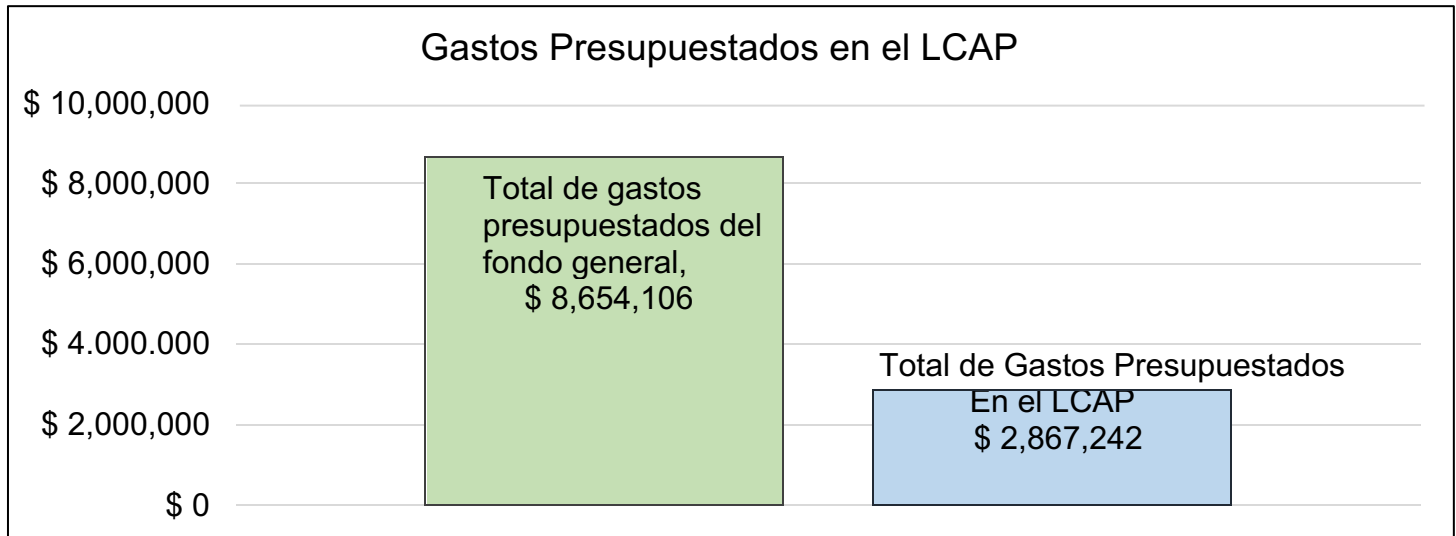 Gastos Presupuestados en el LCAP
$ 10,000,000
$ 8,000,000
$ 6,000,000
$ 4.000.000
$ 2,000,000
$ 0
Total de gastos
presupuestados del
fondo general,
$ 8,654,106
Total de Gastos Presupuestados
En el LCAP
$ 2,867,242